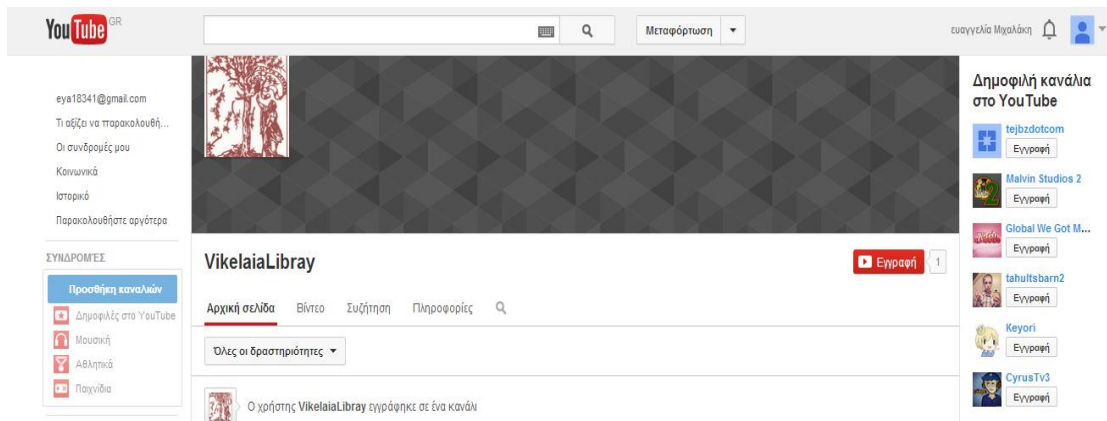 YouTube GR
Μεταφόρτωση
ευαγγελία Μιχαλάκη
eya18341@gmail.com
Τι αξίζει να παρακολουθή...
Οι συνδρομές μου
Κοινωνικά
Ιστορικό
Παρακολουθήστε αργότερα
ΣΥΝΔΡΟΜΈΣ
Προσθήκη καναλιών
Δημοφιλές στο YouTube
Μουσική
Αθλητικά
Παιχνίδια
VikelaiaLibray
Εγγραφή 1
Αρχική σελίδα Βίντεο Συζήτηση Πληροφορίες
Όλες οι δραστηριότητες
Ο χρήστης VikelaiaLibray εγγράφηκε σε ένα κανάλι
Δημοφιλή κανάλια
στο YouTube
tejbzdotcom
Εγγραφή
Malvin Studios 2
Εγγραφή
Global We Got M...
Εγγραφή
tahultsbarn2
Εγγραφή
Keyori
Εγγραφή
CyrusTv3
Εγγραφή